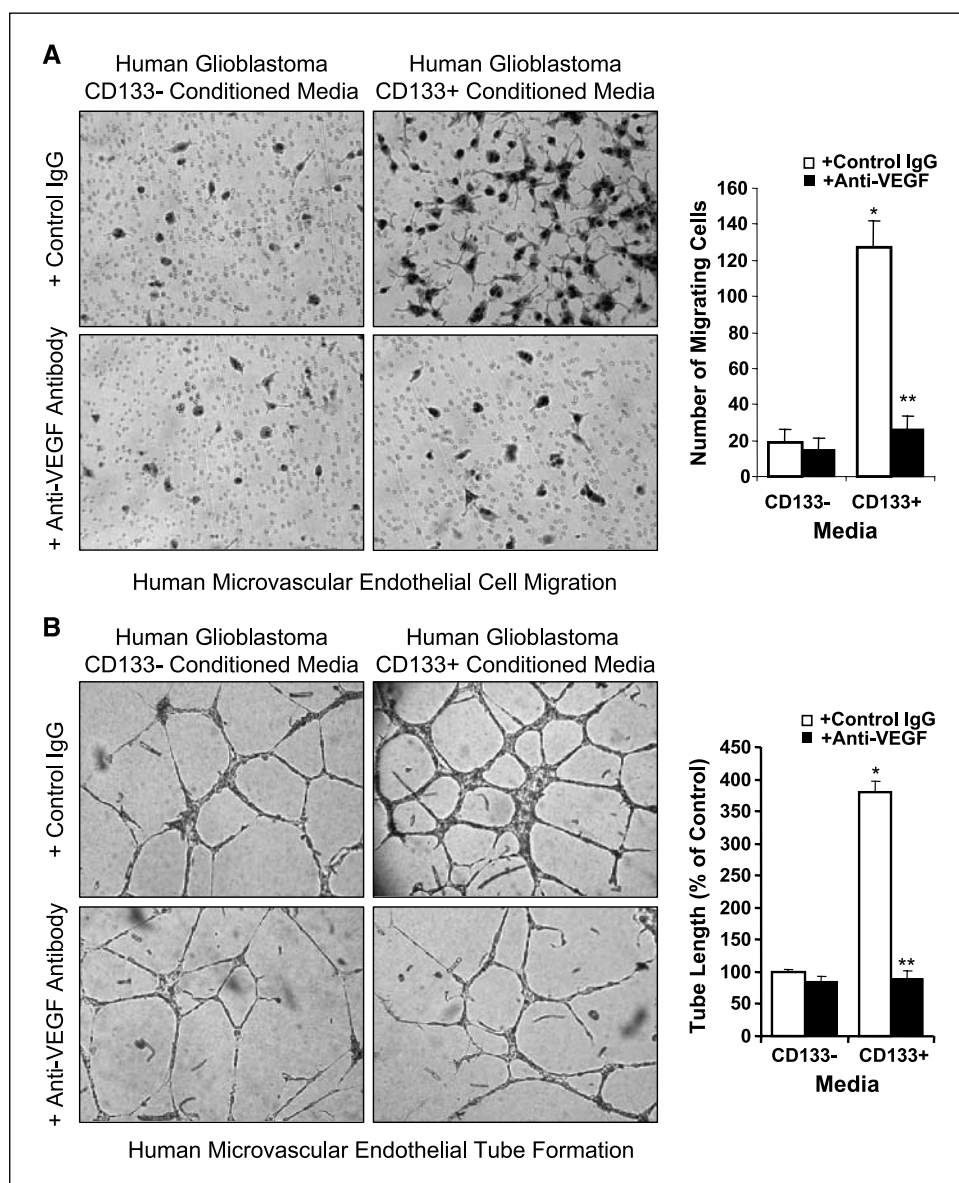 A
Human Glioblastoma
CD133- Conditioned Media
Human Glioblastoma
CD133+ Conditioned Media
+ Control IgG
+ Anti-VEGF Antibody
Human Microvascular Endothelial Cell Migration
+Control IgG
+Anti-VEGF
Number of Migrating Cells
160
140
120
100
80
60
40
20
0
*
**
CD133-
CD133+
Media
B
Human Glioblastoma
CD133- Conditioned Media
Human Glioblastoma
CD133+ Conditioned Media
+ Control IgG
+ Anti-VEGF Antibody
Human Microvascular Endothelial Tube Formation
+Control IgG
+Anti-VEGF
Tube Length (% of Control)
450
400
350
300
250
200
150
100
50
0
*
**
CD133-
CD133+
Media